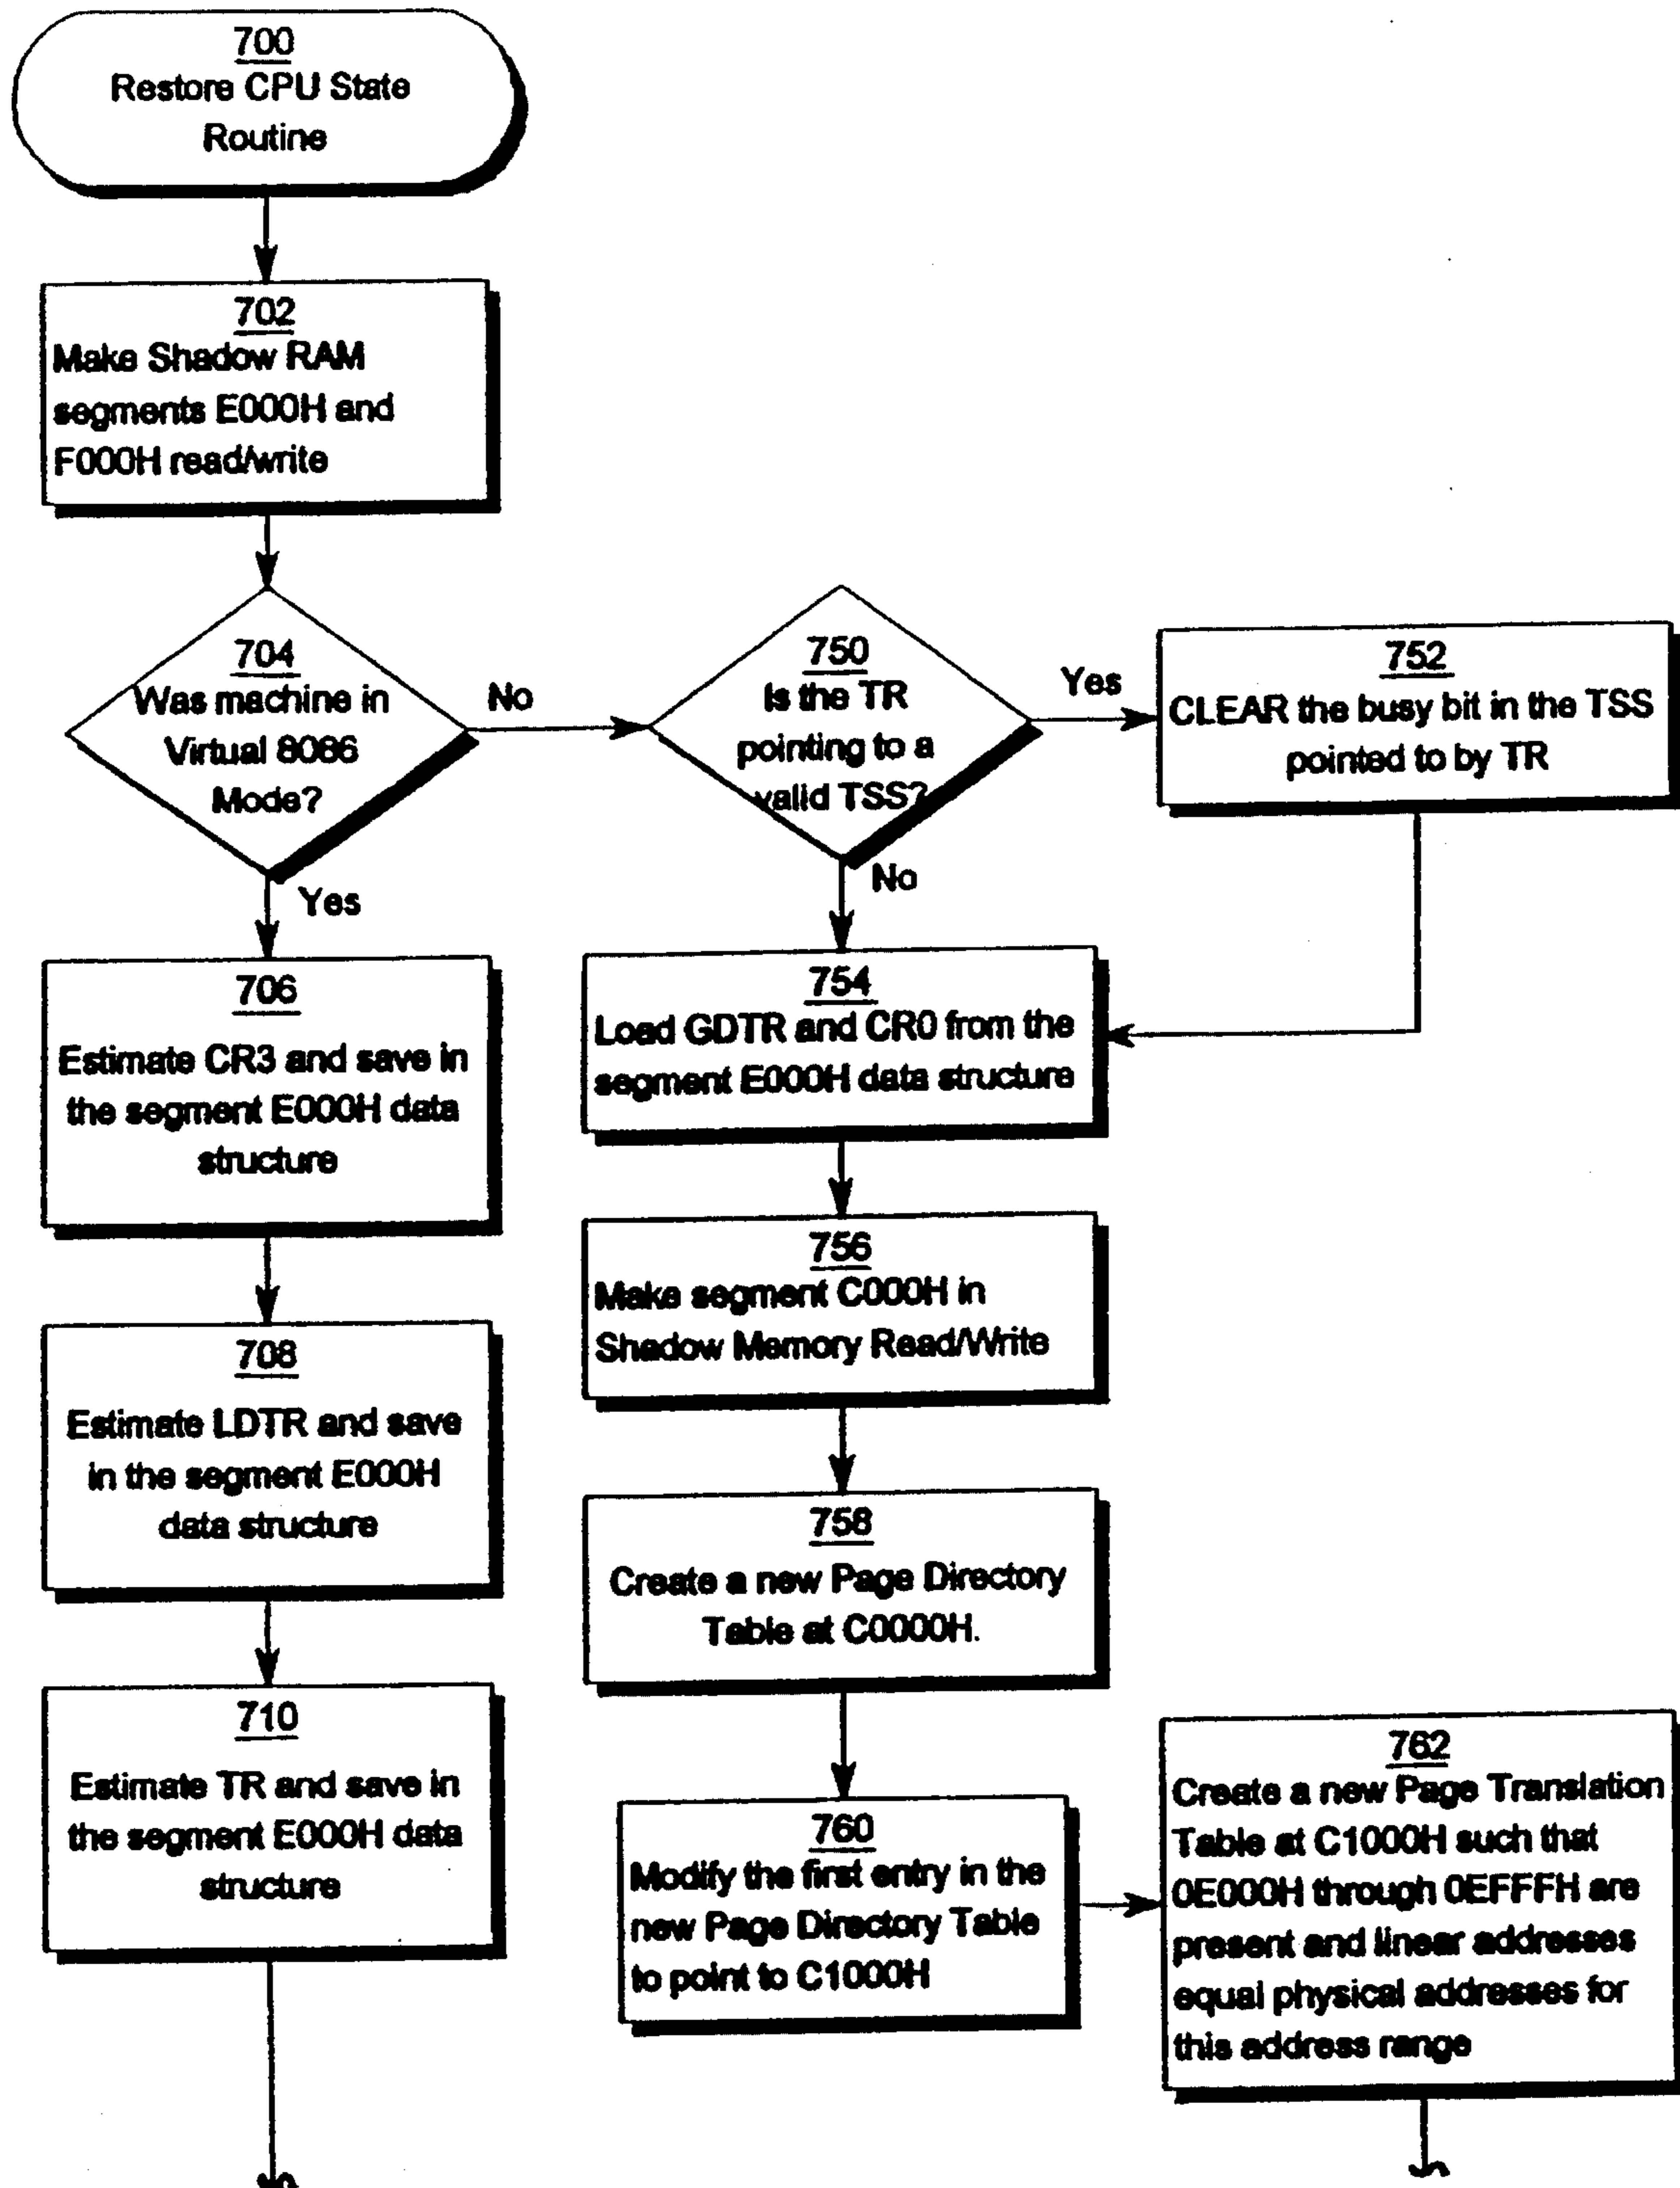 700
Restore CPU State
Routine
702
Make Shadow RAM
segments E000H and
F000H read/write
704
Was machine in
Virtual 8086
Mode?
No
Yes
750
Is the TR
pointing to a
valid TSS?
Yes
No
752
CLEAR the busy bit in the TSS
pointed to by TR
706
Estimate CR3 and save in
the segment E000H data
structure
754
Load GDTR and CR0 from the
segment E000H data structure
756
Make segment C000H in
Shadow Memory Read/Write
708
Estimate LDTR and save
in the segment E000H
data structure
758
Create a new Page Directory
Table at C0000H.
710
Estimate TR and save in
the segment E000H data
structure
760
Modify the first entry in the
new Page Directory Table
to point to C1000H
762
Create a new Page Translation
Table at C1000H such that
0E000H through 0EFFFH are
present and linear addresses
equal physical addresses for
this address range